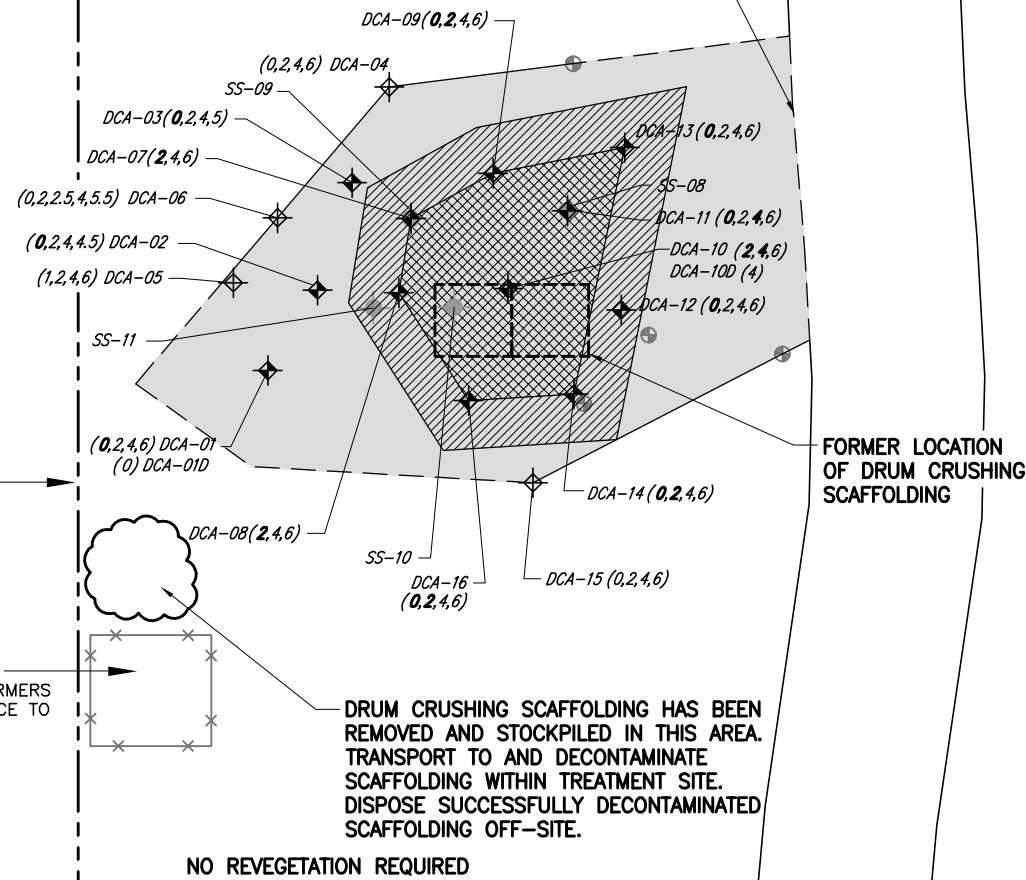 DCA-09(0,2,4,6)
(0,2,4,6) DCA-04
SS-09
DCA-03(0,2,4,5)
DCA-13(0,2,4,6)
DCA-07(2,4,6)
SS-08
(0,2,2.5,4,5.5) DCA-06
DCA-11 (0,2,4,6)
(0,2,4,4.5) DCA-02
DCA-10 (2,4,6)
DCA-10D (4)
(1,2,4,6) DCA-05
DCA-12 (0,2,4,6)
SS-11
(0,2,4,6) DCA-01
(0) DCA-01D
FORMER LOCATION
OF DRUM CRUSHING
SCAFFOLDING
DCA-14(0,2,4,6)
DCA-08(2,4,6)
SS-10
DCA-16
(0,2,4,6)
DCA-15 (0,2,4,6)
RMERS
CE TO
DRUM CRUSHING SCAFFOLDING HAS BEEN
REMOVED AND STOCKPILED IN THIS AREA.
TRANSPORT TO AND DECONTAMINATE
SCAFFOLDING WITHIN TREATMENT SITE.
DISPOSE SUCCESSFULLY DECONTAMINATED
SCAFFOLDING OFF-SITE.
NO REVEGETATION REQUIRED